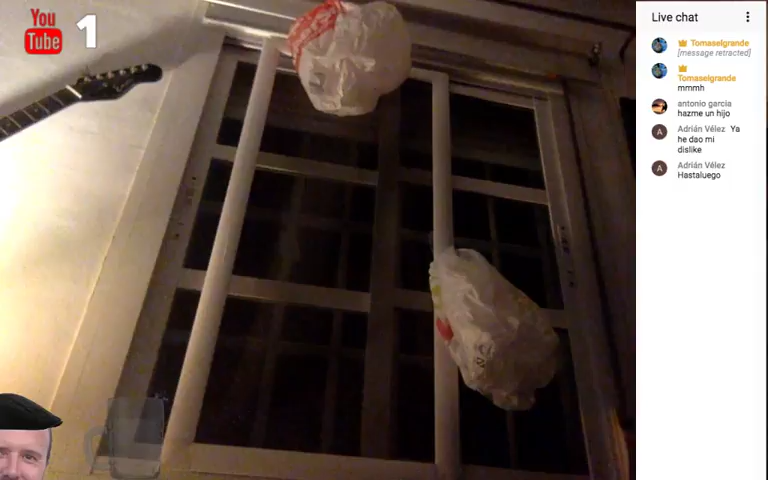 You
Tube 1
Live chat
Tomaselgrande
[message retracted]
Tomaselgrande
mmmh
antonio garcia
hazme un hijo
A Adrián Vélez Ya
he dao mi
dislike
A Adrián Vélez
Hastaluego